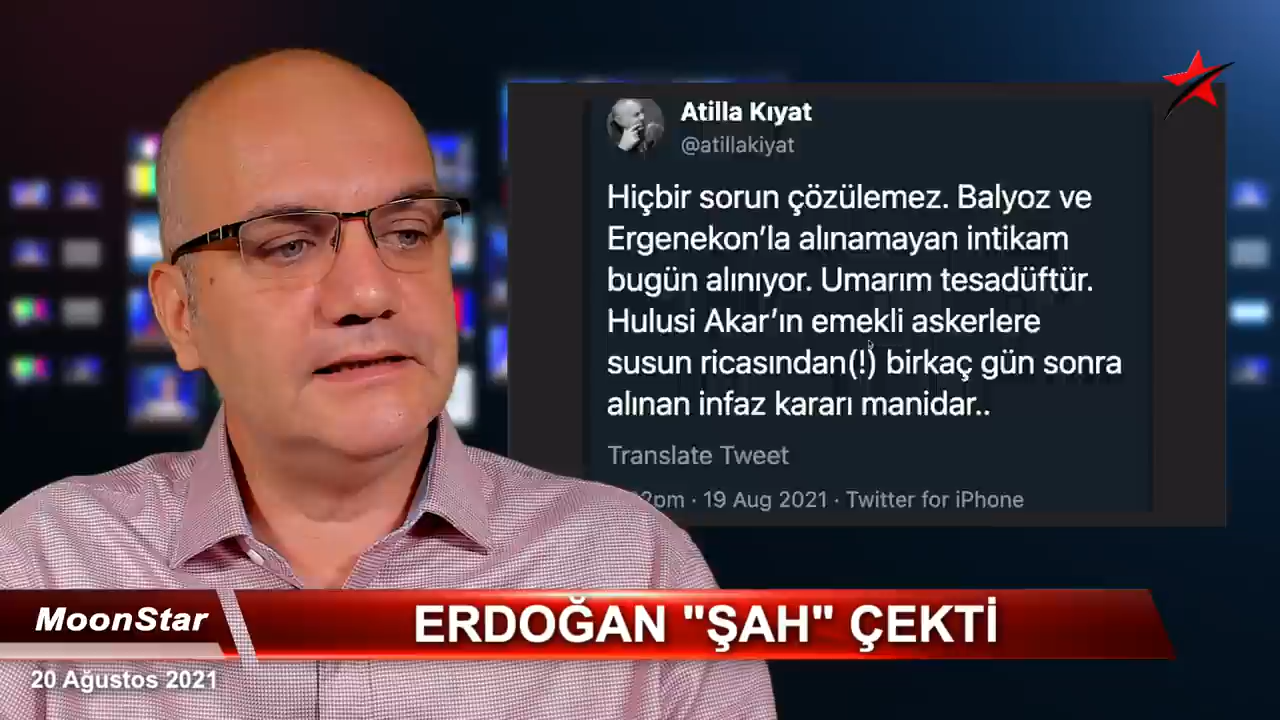 Atilla Kıyat
@atillakiyat
Hiçbir sorun çözülemez. Balyoz ve
Ergenekon’la alınamayan intikam
bugün alınıyor. Umarım tesadüftür.
Hulusi Akar’ın emekli askerlere
susun ricasından(!) birkaç gün sonra
alınan infaz kararı manidar..
Translate Tweet
2pm · 19 Aug 2021 · Twitter for iPhone
MoonStar
ERDOĞAN "ŞAH" ÇEKTİ
20 Ağustos 2021